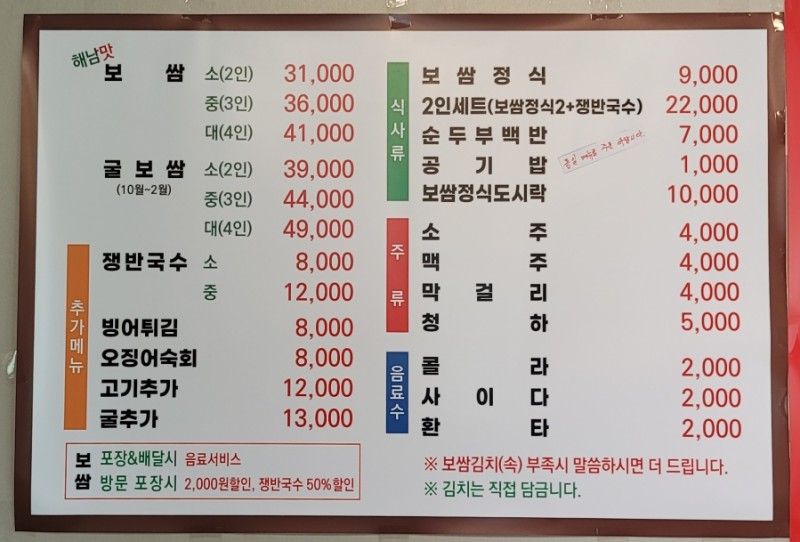 해남맛
보쌈 소(2인) 31,000
중(3인) 36,000
대(4인) 41,000
굴보쌈 소(2인) 39,000
(10월~2월) 중(3인) 44,000
대(4인) 49,000
추가메뉴
쟁반국수 소 8,000
중 12,000
빙어튀김 8,000
오징어숙회 8,000
고기추가 12,000
굴추가 13,000
보쌈
포장&배달시 음료서비스
방문 포장시 2,000원할인, 쟁반국수 50%할인
식사류
보쌈정식 9,000
2인세트(보쌈정식2+쟁반국수) 22,000
순두부백반 7,000
공기밥 1,000
보쌈정식도시락 10,000
주류
소주 4,000
맥주 4,000
막걸리 4,000
청하 5,000
음료수
콜라 2,000
사이다 2,000
환타 2,000
※ 보쌈김치(속) 부족시 말씀하시면 더 드립니다.
※ 김치는 직접 담금니다.